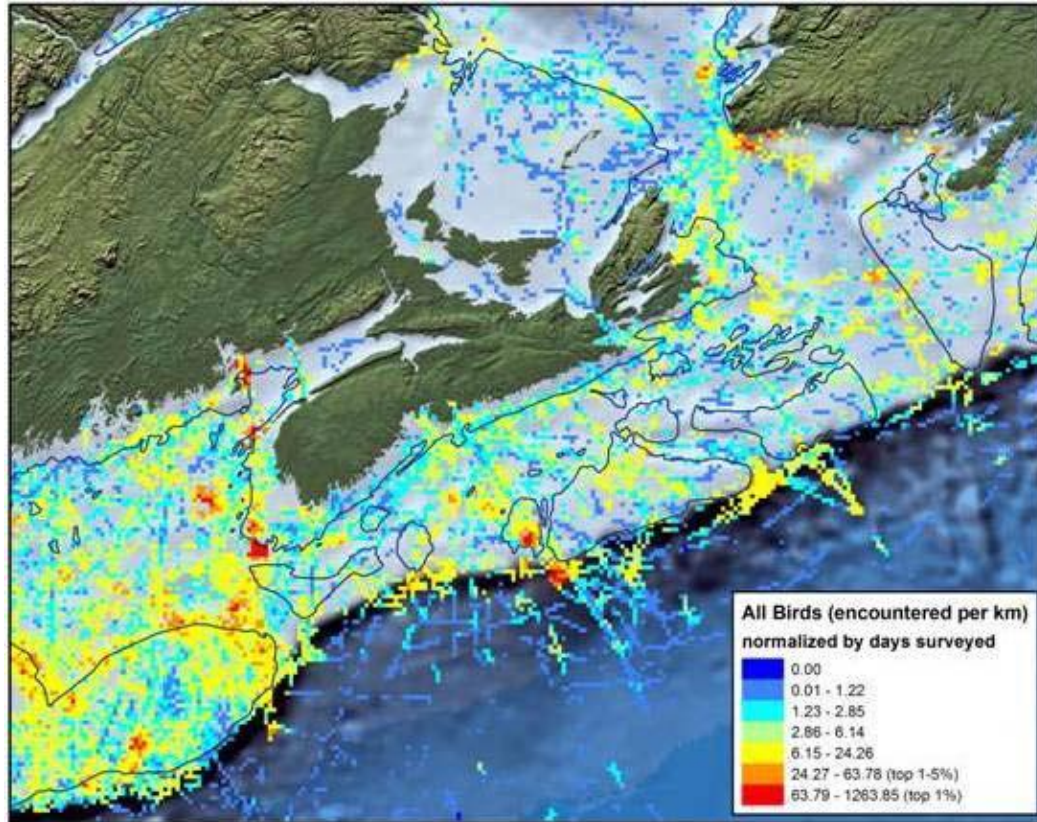 All Birds (encountered per km)
normalized by days surveyed
0.00
0.01 - 1.22
1.23 - 2.85
2.86 - 6.14
6.15 - 24.26
24.27 - 63.78 (top 1-5%)
63.79 - 1263.85 (top 1%)